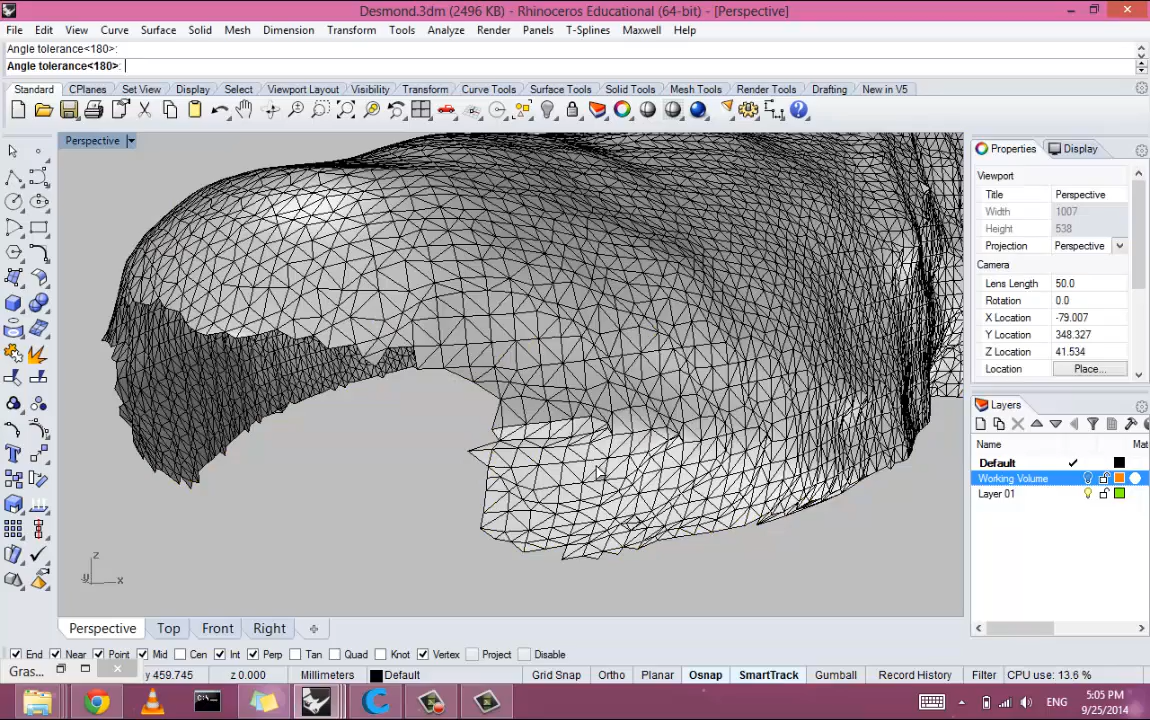 Desmond.3dm (2496 KB) - Rhinoceros Educational (64-bit) - [Perspective]
File Edit View Curve Surface Solid Mesh Dimension Transform Tools Analyze Render Panels T-Splines Maxwell Help
Angle tolerance<180>:
Angle tolerance<180>:
Standard CPlanes Set View Display Select Viewport Layout Visibility Transform Curve Tools Surface Tools Solid Tools Mesh Tools Render Tools Drafting New in V5
Perspective
Properties Display
Viewport
Title Perspective
Width 1007
Height 538
Projection Perspective
Camera
Lens Length 50.0
Rotation 0.0
X Location -79.007
Y Location 348.327
Z Location 41.534
Location Place...
Layers
Name Mat
Default
Working Volume
Layer 01
z
y x
Perspective Top Front Right
End Near Point Mid Cen Int Perp Tan Quad Knot Vertex Project Disable
Gras... y 459.745 z 0.000 Millimeters Default Grid Snap Ortho Planar Osnap SmartTrack Gumball Record History Filter CPU use: 13.6 %
ENG
5:05 PM
9/25/2014